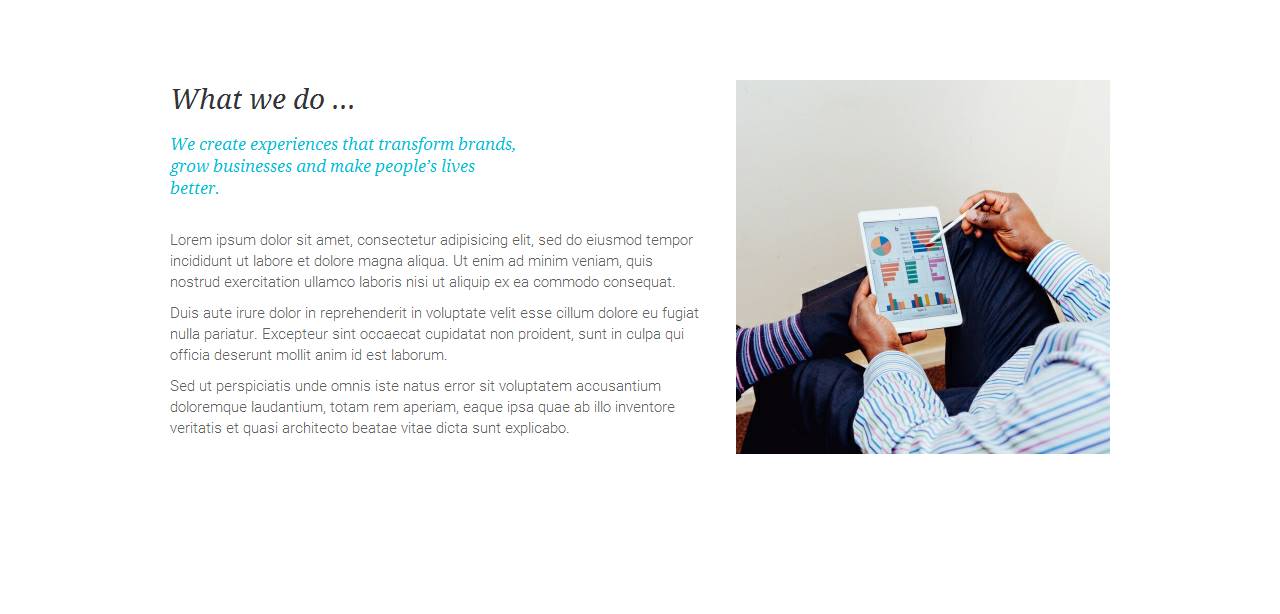 What we do ...
We create experiences that transform brands,
grow businesses and make people’s lives
better.
Lorem ipsum dolor sit amet, consectetur adipisicing elit, sed do eiusmod tempor
incididunt ut labore et dolore magna aliqua. Ut enim ad minim veniam, quis
nostrud exercitation ullamco laboris nisi ut aliquip ex ea commodo consequat.
Duis aute irure dolor in reprehenderit in voluptate velit esse cillum dolore eu fugiat
nulla pariatur. Excepteur sint occaecat cupidatat non proident, sunt in culpa qui
officia deserunt mollit anim id est laborum.
Sed ut perspiciatis unde omnis iste natus error sit voluptatem accusantium
doloremque laudantium, totam rem aperiam, eaque ipsa quae ab illo inventore
veritatis et quasi architecto beatae vitae dicta sunt explicabo.